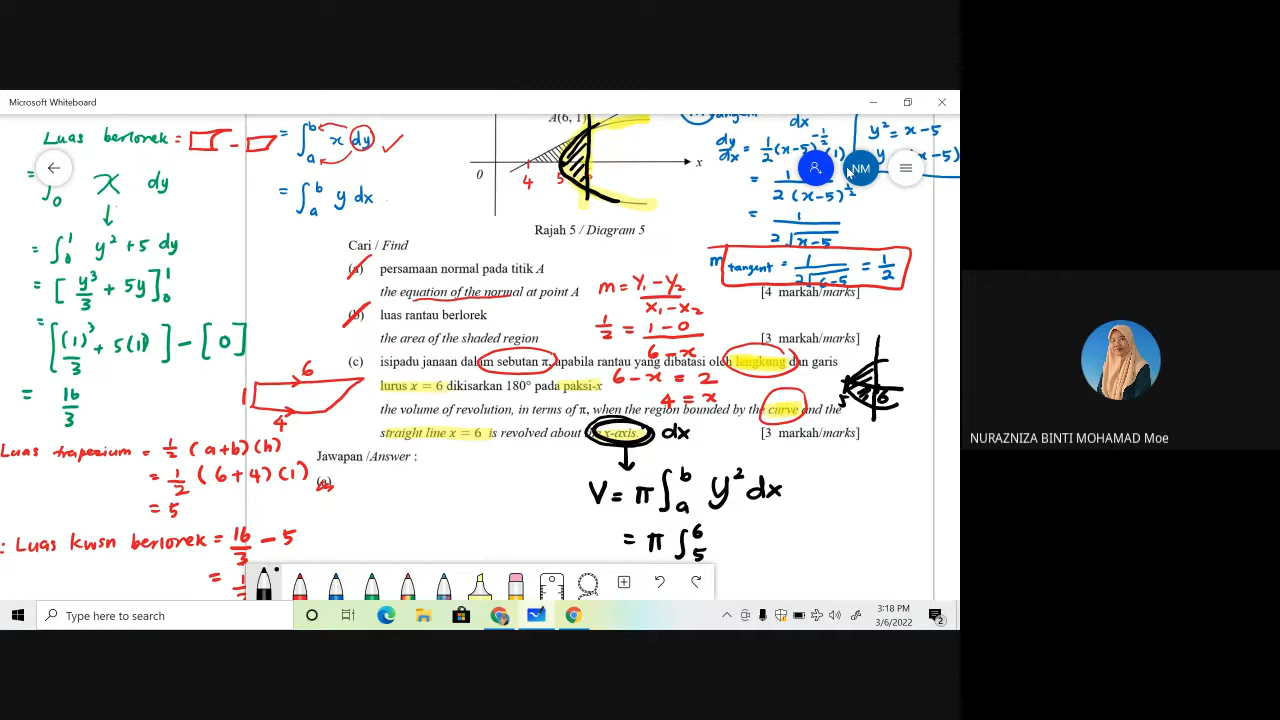 Microsoft Whiteboard
Luas berlorek = -
= ∫₀ x dy
= ∫₀¹ y² + 5 dy
= [y³/3 + 5y]₀¹
= [(1)³/3 + 5(1)] - [0]
= 16/3
6
1
4
Luas trapezium = 1/2 (a+b)(h)
= 1/2 (6+4)(1)
= 5
: Luas kwsn berlorek = 16/3 - 5
=
= ∫ₐᵇ x dy ✓
= ∫ₐᵇ y dx
A(6, 1)
0
4
5
x
Rajah 5 / Diagram 5
dx
dy/dx = 1/2 (x-5)^(-1/2) (1)
= 1/(2(x-5)^(1/2))
= 1/(2√(x-5))
m tangent = 1/(2√(6-5)) = 1/2
y² = x-5
y
x-5)
NM
Cari / Find
(a) persamaan normal pada titik A
the equation of the normal at point A [4 markah/marks]
(b) luas rantau berlorek
the area of the shaded region [3 markah/marks]
(c) isipadu janaan dalam sebutan π, apabila rantau yang dibatasi oleh lengkung dan garis
lurus x = 6 dikisarkan 180° pada paksi-x
the volume of revolution, in terms of π, when the region bounded by the curve and the
straight line x = 6 is revolved about the x-axis. [3 markah/marks]
Jawapan /Answer :
(a)
m = (y₁ - y₂)/(x₁ - x₂)
1/2 = (1 - 0)/(6 - x)
6 - x = 2
4 = x
5
6
dx
V = π ∫ₐᵇ y² dx
= π ∫₅⁶
Type here to search
3:18 PM
3/6/2022
2
NURAZNIZA BINTI MOHAMAD Moe